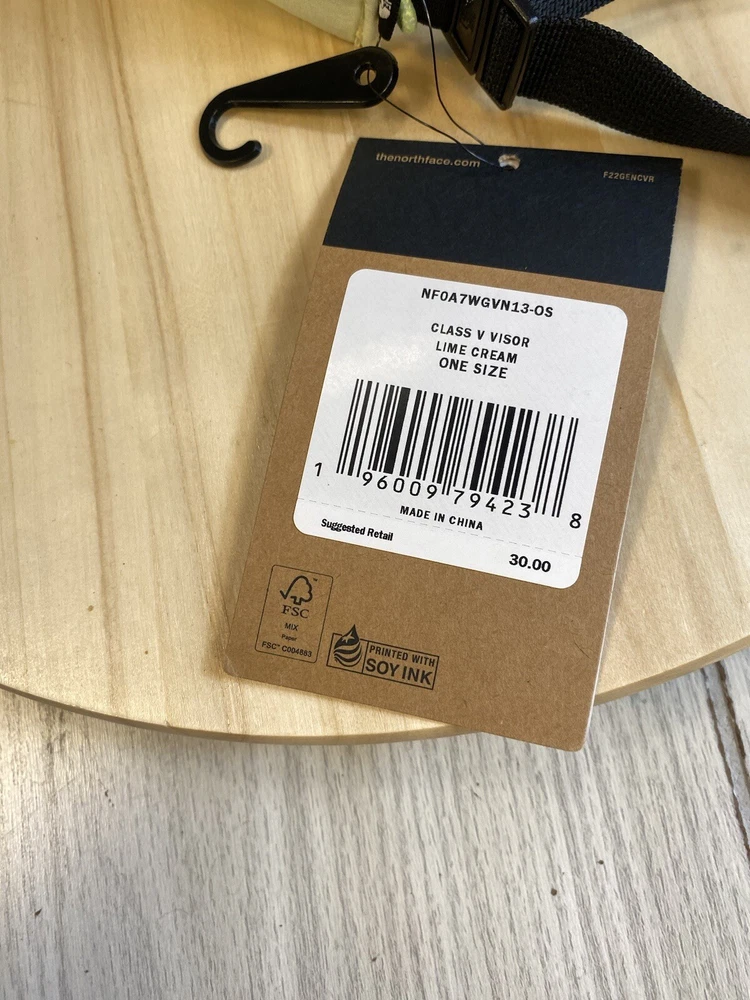 thenorthface.com
F22GENCVR
NF0A7WGVN13-OS
CLASS V VISOR
LIME CREAM
ONE SIZE
1 96009 79423 8
MADE IN CHINA
Suggested Retail
30.00
FSC™
MIX
Paper
FSC® C004883
PRINTED WITH
SOY INK